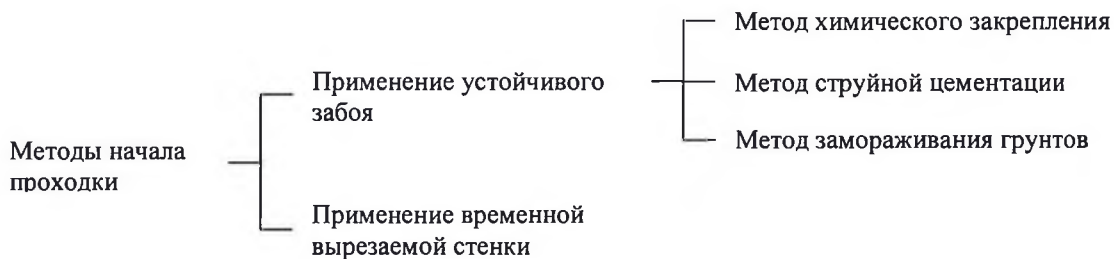 Метод химического закрепления
Применение устойчивого
забоя
Метод струйной цементации
Метод замораживания грунтов
Методы начала
проходки
Применение временной
вырезаемой стенки